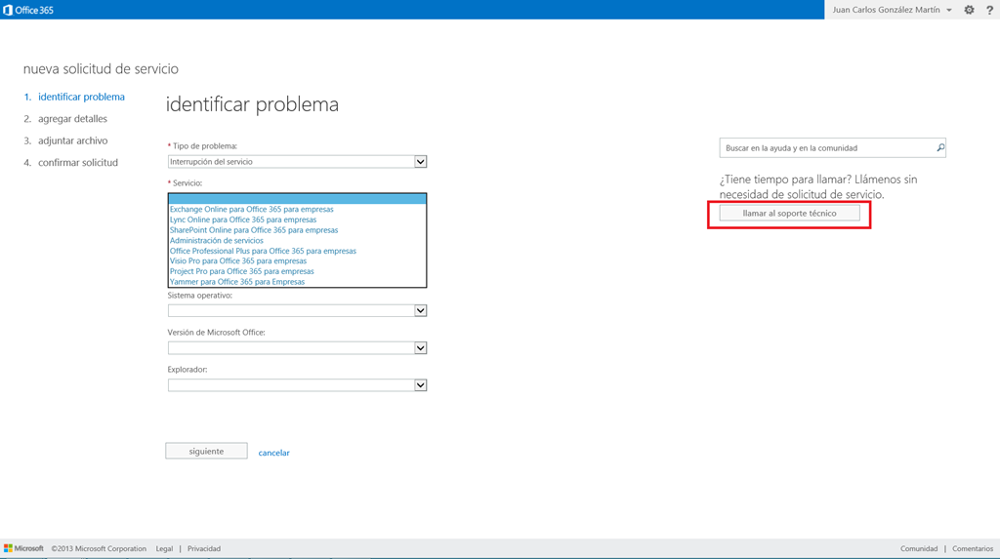 Office 365
Juan Carlos González Martín
?
nueva solicitud de servicio
1. identificar problema
2. agregar detalles
3. adjuntar archivo
4. confirmar solicitud
identificar problema
* Tipo de problema:
Interrupción del servicio
* Servicio:
Exchange Online para Office 365 para empresas
Lync Online para Office 365 para empresas
SharePoint Online para Office 365 para empresas
Administración de servicios
Office Professional Plus para Office 365 para empresas
Visio Pro para Office 365 para empresas
Project Pro para Office 365 para empresas
Yammer para Office 365 para Empresas
Sistema operativo:
Versión de Microsoft Office:
Explorador:
siguiente
cancelar
Buscar en la ayuda y en la comunidad
¿Tiene tiempo para llamar? Llámenos sin
necesidad de solicitud de servicio.
llamar al soporte técnico
Microsoft ©2013 Microsoft Corporation Legal | Privacidad
Comunidad | Comentarios